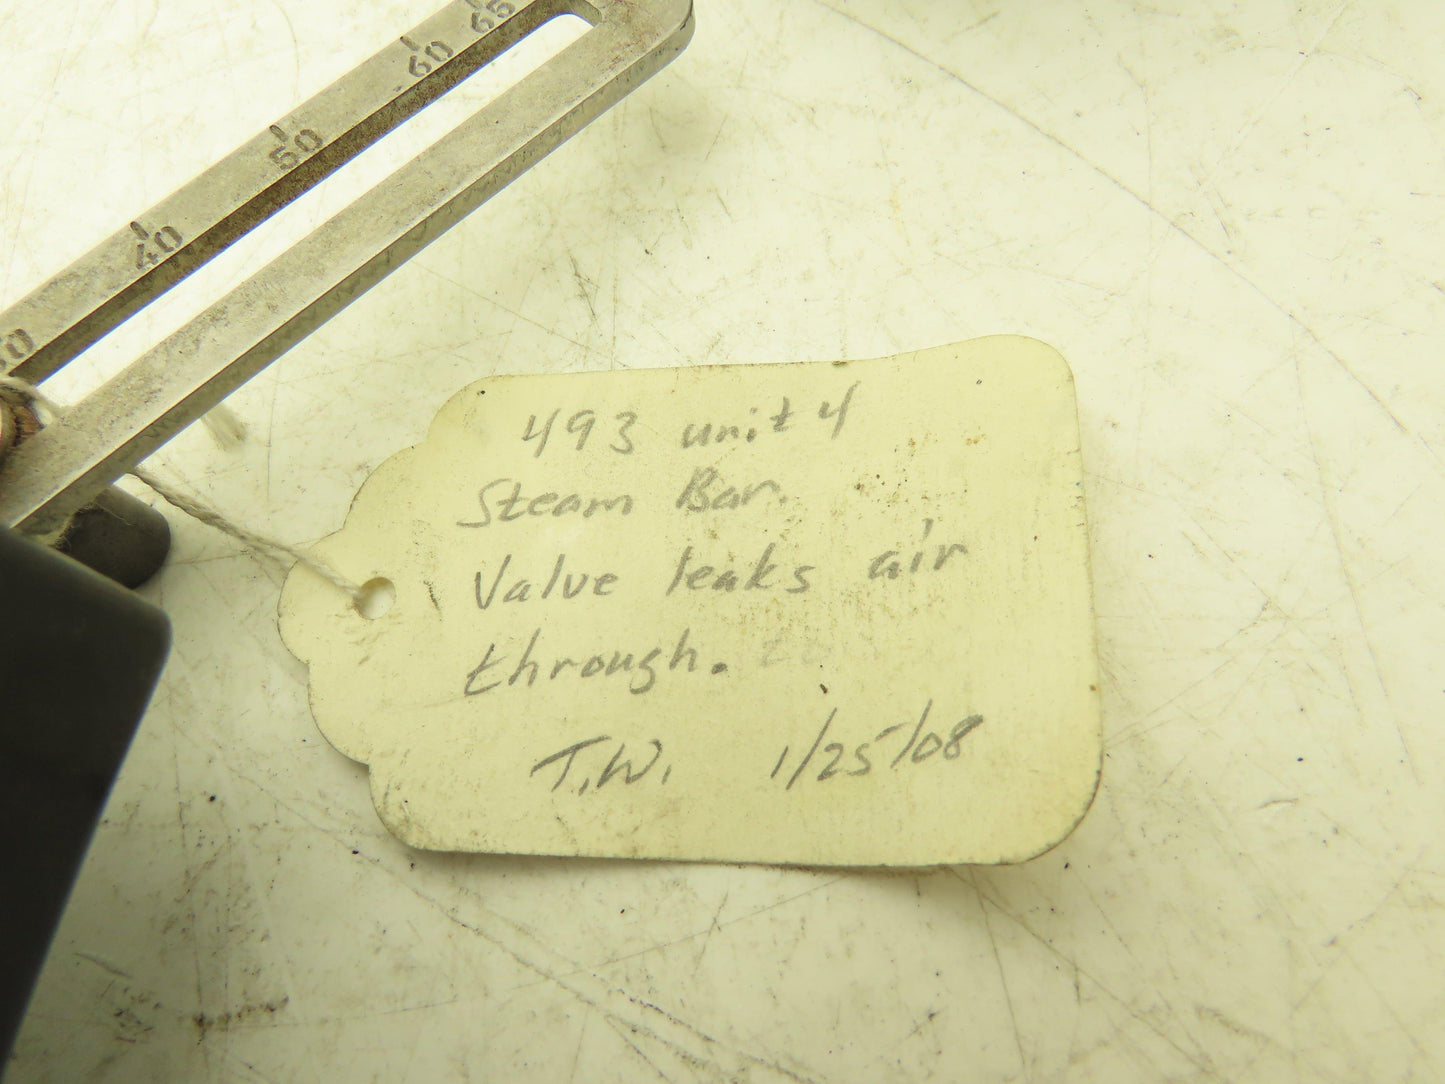 65
60
50
40
493 unit 4
Steam Bar.
Valve leaks air
through.
T.W. 1/25/08